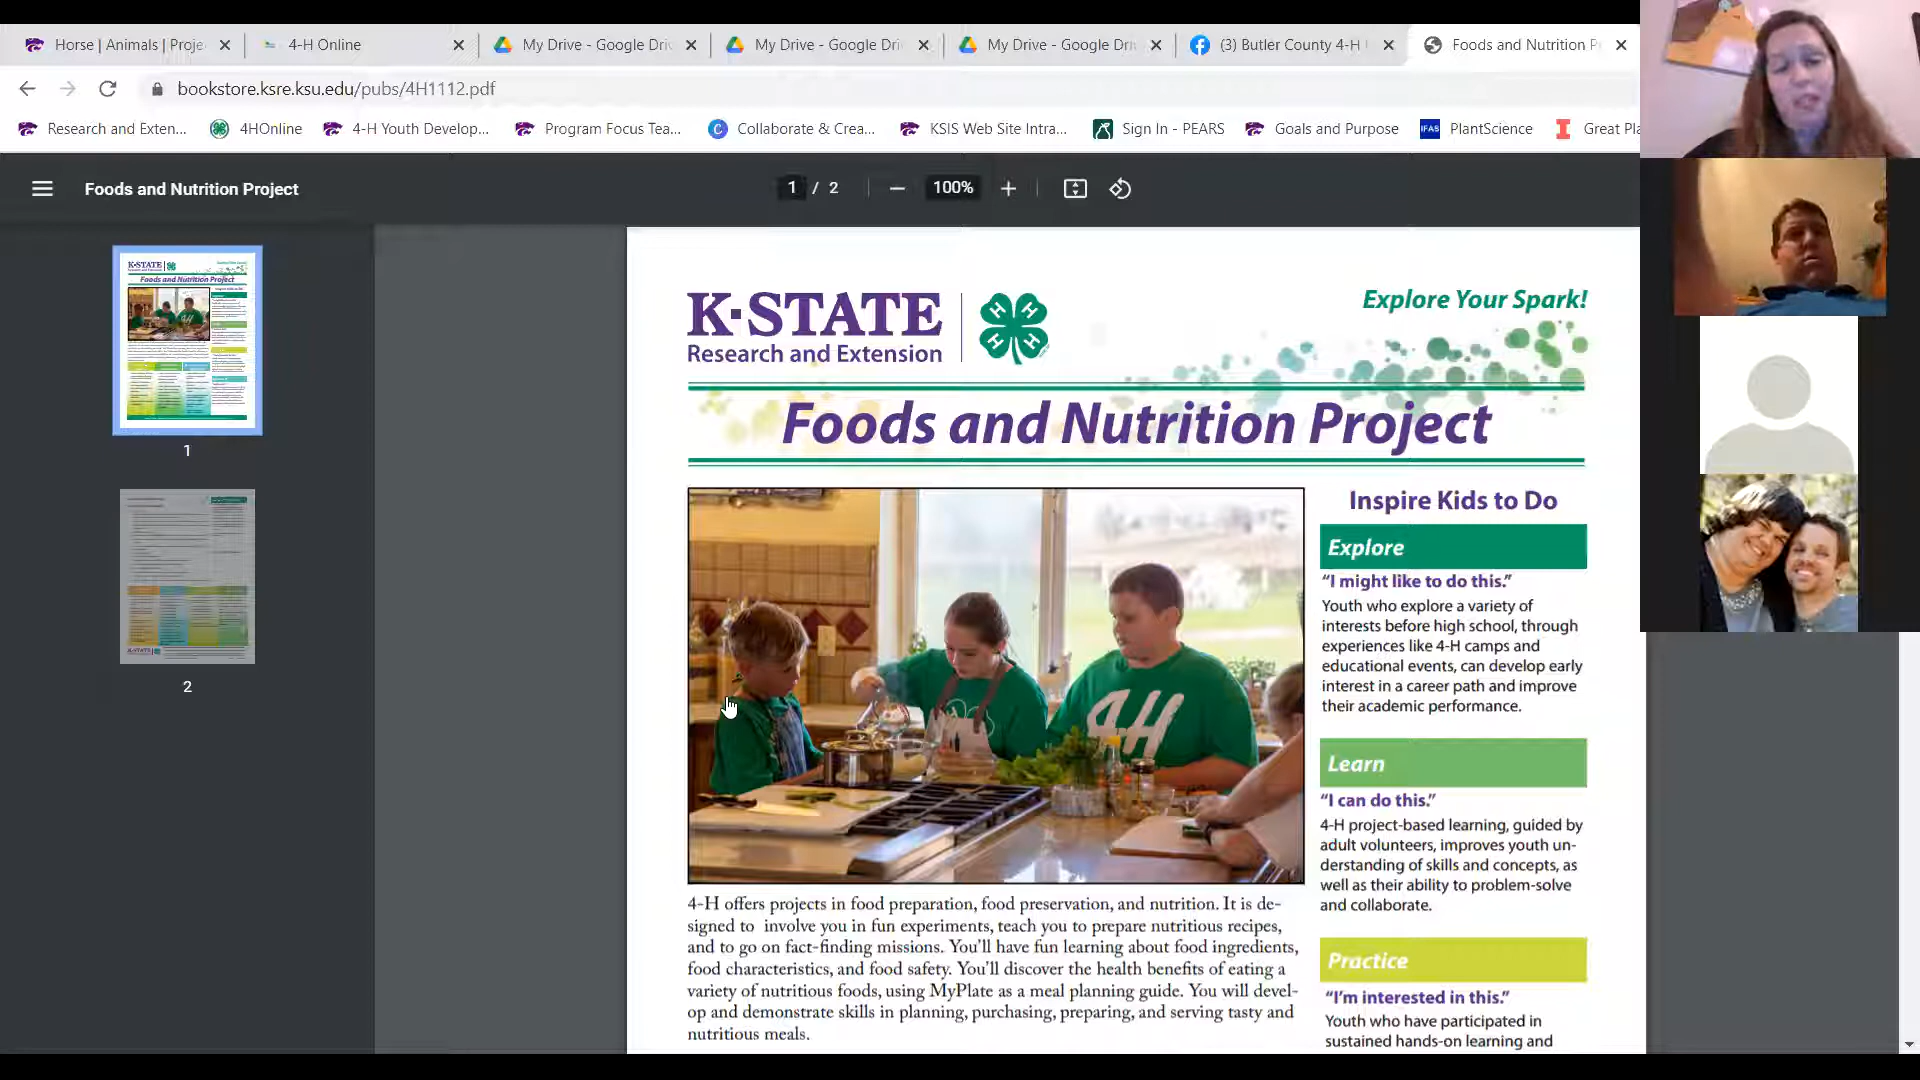 Horse | Animals | Proje
4-H Online
My Drive - Google Dri
My Drive - Google Dri
My Drive - Google Dri
(3) Butler County 4-H
Foods and Nutrition P
bookstore.ksre.ksu.edu/pubs/4H1112.pdf
Research and Exten...
4HOnline
4-H Youth Develop...
Program Focus Tea...
Collaborate & Crea...
KSIS Web Site Intra...
Sign In - PEARS
Goals and Purpose
IFAS
PlantScience
Great Pla
Foods and Nutrition Project
1 / 2
100%
K-STATE
Research and Extension
H H H H
Explore Your Spark!
Foods and Nutrition Project
1
2
4H
4-H offers projects in food preparation, food preservation, and nutrition. It is de-
signed to involve you in fun experiments, teach you to prepare nutritious recipes,
and to go on fact-finding missions. You'll have fun learning about food ingredients,
food characteristics, and food safety. You'll discover the health benefits of eating a
variety of nutritious foods, using MyPlate as a meal planning guide. You will devel-
op and demonstrate skills in planning, purchasing, preparing, and serving tasty and
nutritious meals.
Inspire Kids to Do
Explore
“I might like to do this.”
Youth who explore a variety of
interests before high school, through
experiences like 4-H camps and
educational events, can develop early
interest in a career path and improve
their academic performance.
Learn
“I can do this.”
4-H project-based learning, guided by
adult volunteers, improves youth un-
derstanding of skills and concepts, as
well as their ability to problem-solve
and collaborate.
Practice
“I'm interested in this.”
Youth who have participated in
sustained hands-on learning and